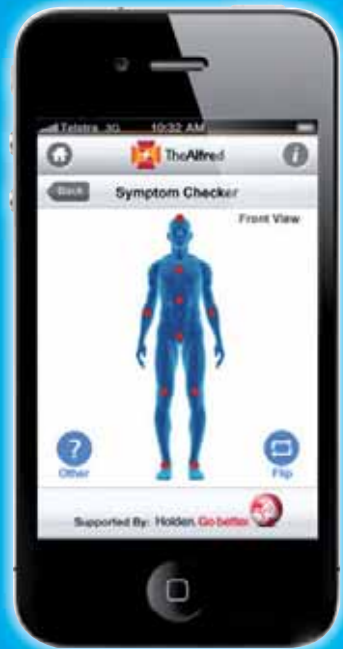 Telstra 3G 10:32 AM
TheAlfred
i
Back Symptom Checker
Front View
?
Other
Flip
Supported By: Holden. Go better